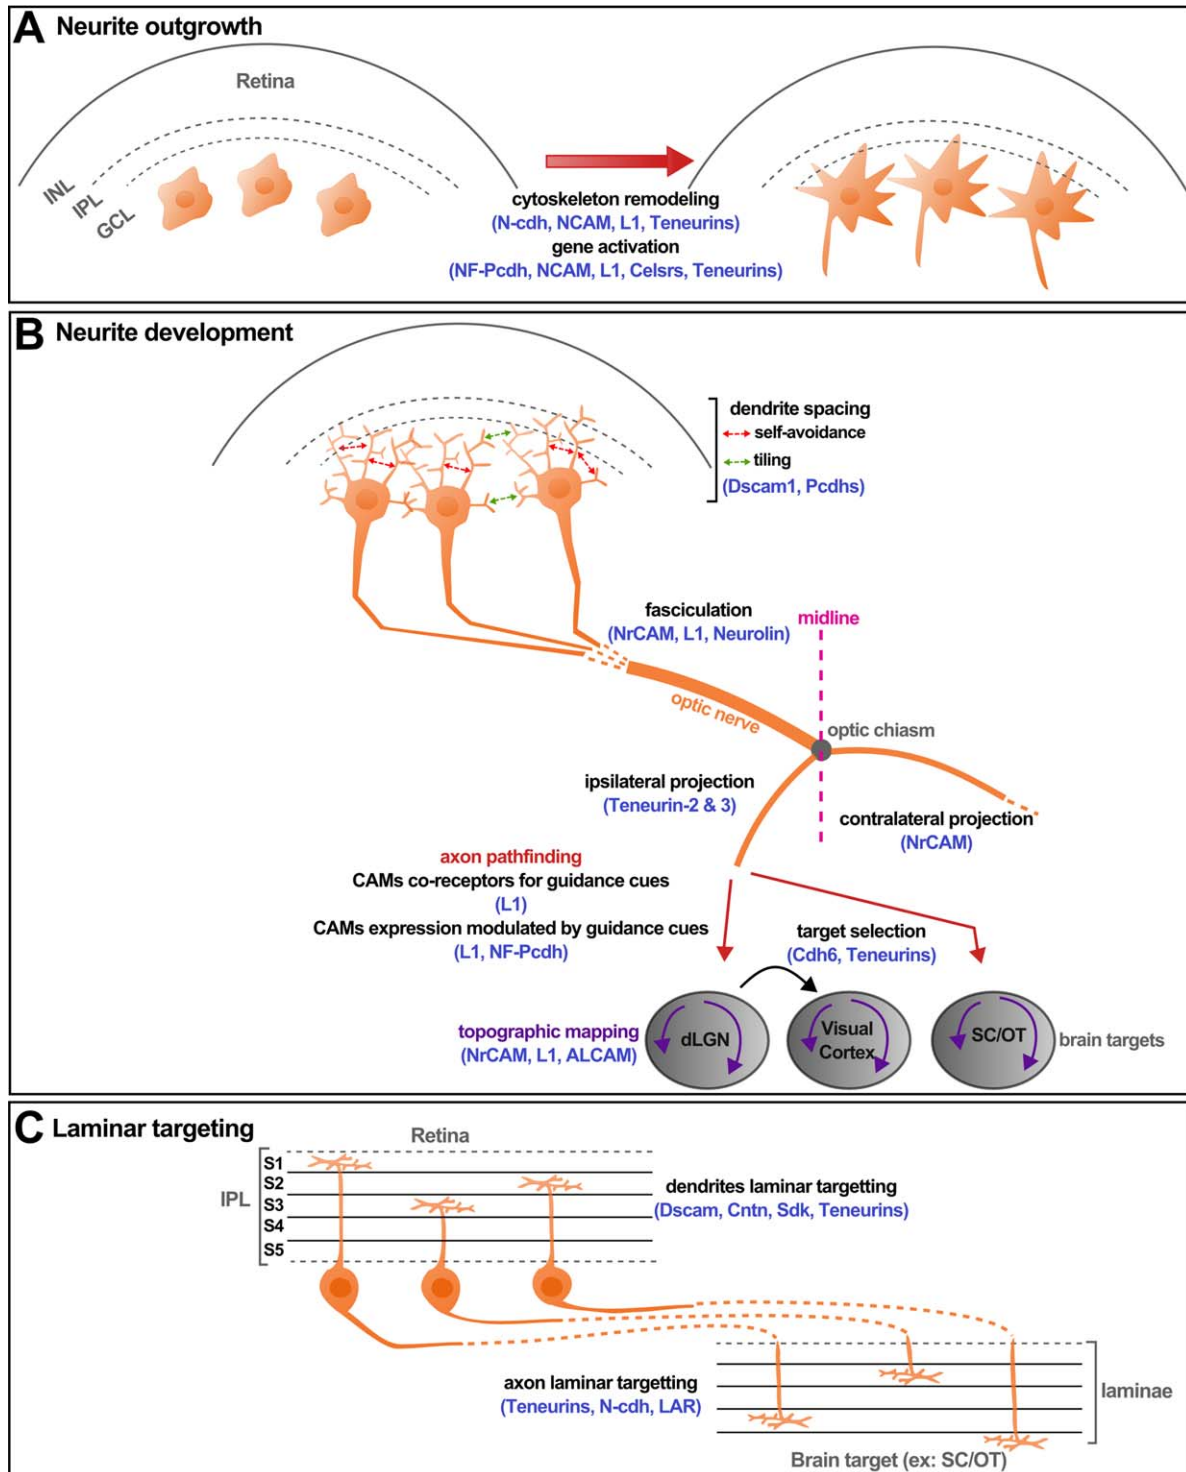 A Neurite outgrowth
Retina
INL
IPL
GCL
cytoskeleton remodeling
(N-cdh, NCAM, L1, Teneurins)
gene activation
(NF-Pcdh, NCAM, L1, Celsrs, Teneurins)
B Neurite development
dendrite spacing
self-avoidance
tiling
(Dscam1, Pcdhs)
fasciculation
(NrCAM, L1, Neurolin)
midline
optic nerve
optic chiasm
ipsilateral projection
(Teneurin-2 & 3)
contralateral projection
(NrCAM)
axon pathfinding
CAMs co-receptors for guidance cues
(L1)
CAMs expression modulated by guidance cues
(L1, NF-Pcdh)
target selection
(Cdh6, Teneurins)
topographic mapping
(NrCAM, L1, ALCAM)
dLGN
Visual
Cortex
SC/OT
brain targets
C Laminar targeting
Retina
IPL
S1
S2
S3
S4
S5
dendrites laminar targetting
(Dscam, Cntn, Sdk, Teneurins)
axon laminar targetting
(Teneurins, N-cdh, LAR)
laminae
Brain target (ex: SC/OT)